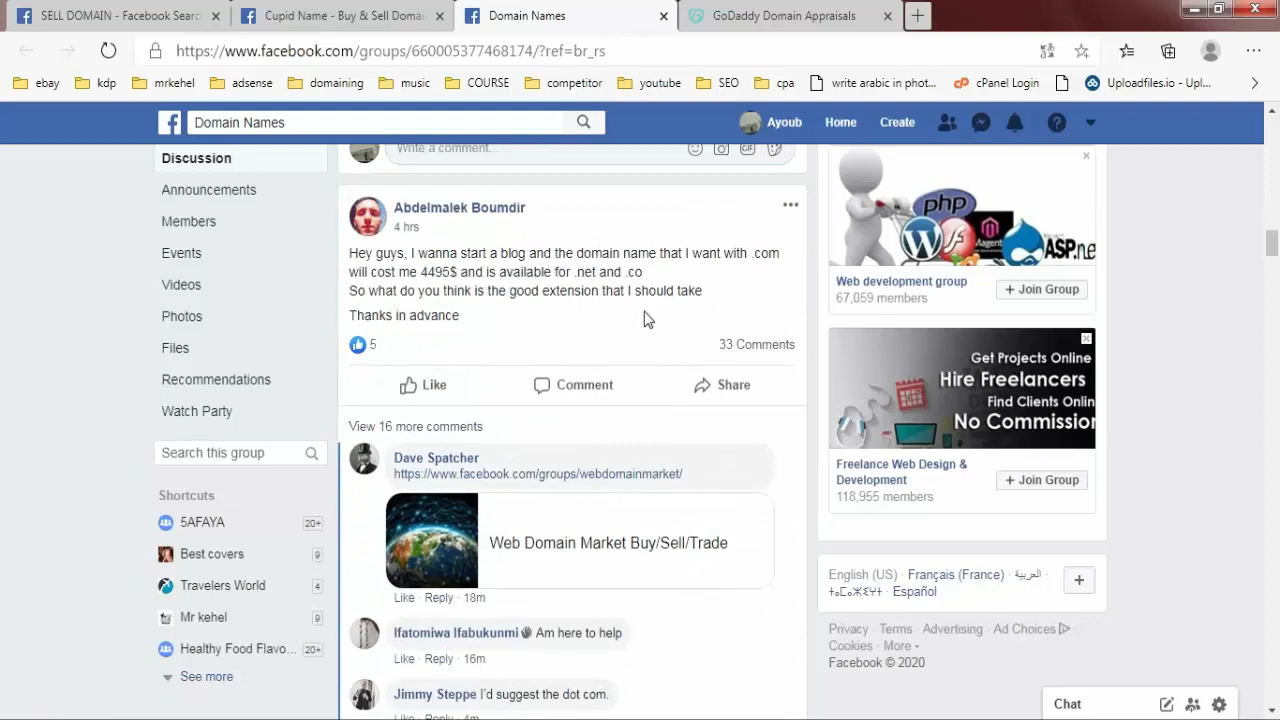 SELL DOMAIN - Facebook Searc
Cupid Name - Buy & Sell Domai
Domain Names
GoDaddy Domain Appraisals
https://www.facebook.com/groups/660005377468174/?ref=br_rs
ebay
kdp
mrkehel
adsense
domaining
music
COURSE
competitor
youtube
SEO
cpa
write arabic in phot...
cPanel Login
Uploadfiles.io - Upl...
Domain Names
Ayoub
Home
Create
Discussion
Announcements
Members
Events
Videos
Photos
Files
Recommendations
Watch Party
Search this group
Shortcuts
5AFAYA
20+
Best covers
9
Travelers World
4
Mr kehel
9
Healthy Food Flavo...
20+
See more
Write a comment...
GIF
Abdelmalek Boumdir
4 hrs
Hey guys, I wanna start a blog and the domain name that I want with .com
will cost me 4495$ and is available for .net and .co
So what do you think is the good extension that I should take
Thanks in advance
5
33 Comments
Like
Comment
Share
View 16 more comments
Dave Spatcher
https://www.facebook.com/groups/webdomainmarket/
Web Domain Market Buy/Sell/Trade
Like · Reply · 18m
Ifatomiwa Ifabukunmi Am here to help
Like · Reply · 16m
Jimmy Steppe I'd suggest the dot com.
Like · Reply · 4m
php
Magent
ASP.ne
Web development group
67,059 members
+ Join Group
Get Projects Online
Hire Freelancers
Find Clients Onlin
No Commission
Freelance Web Design &
Development
118,955 members
+ Join Group
English (US) · Français (France) · العربية ·
ⵜⴰⵎⴰⵣⵉⵖⵜ · Español
Privacy · Terms · Advertising · Ad Choices
Cookies · More
Facebook © 2020
Chat